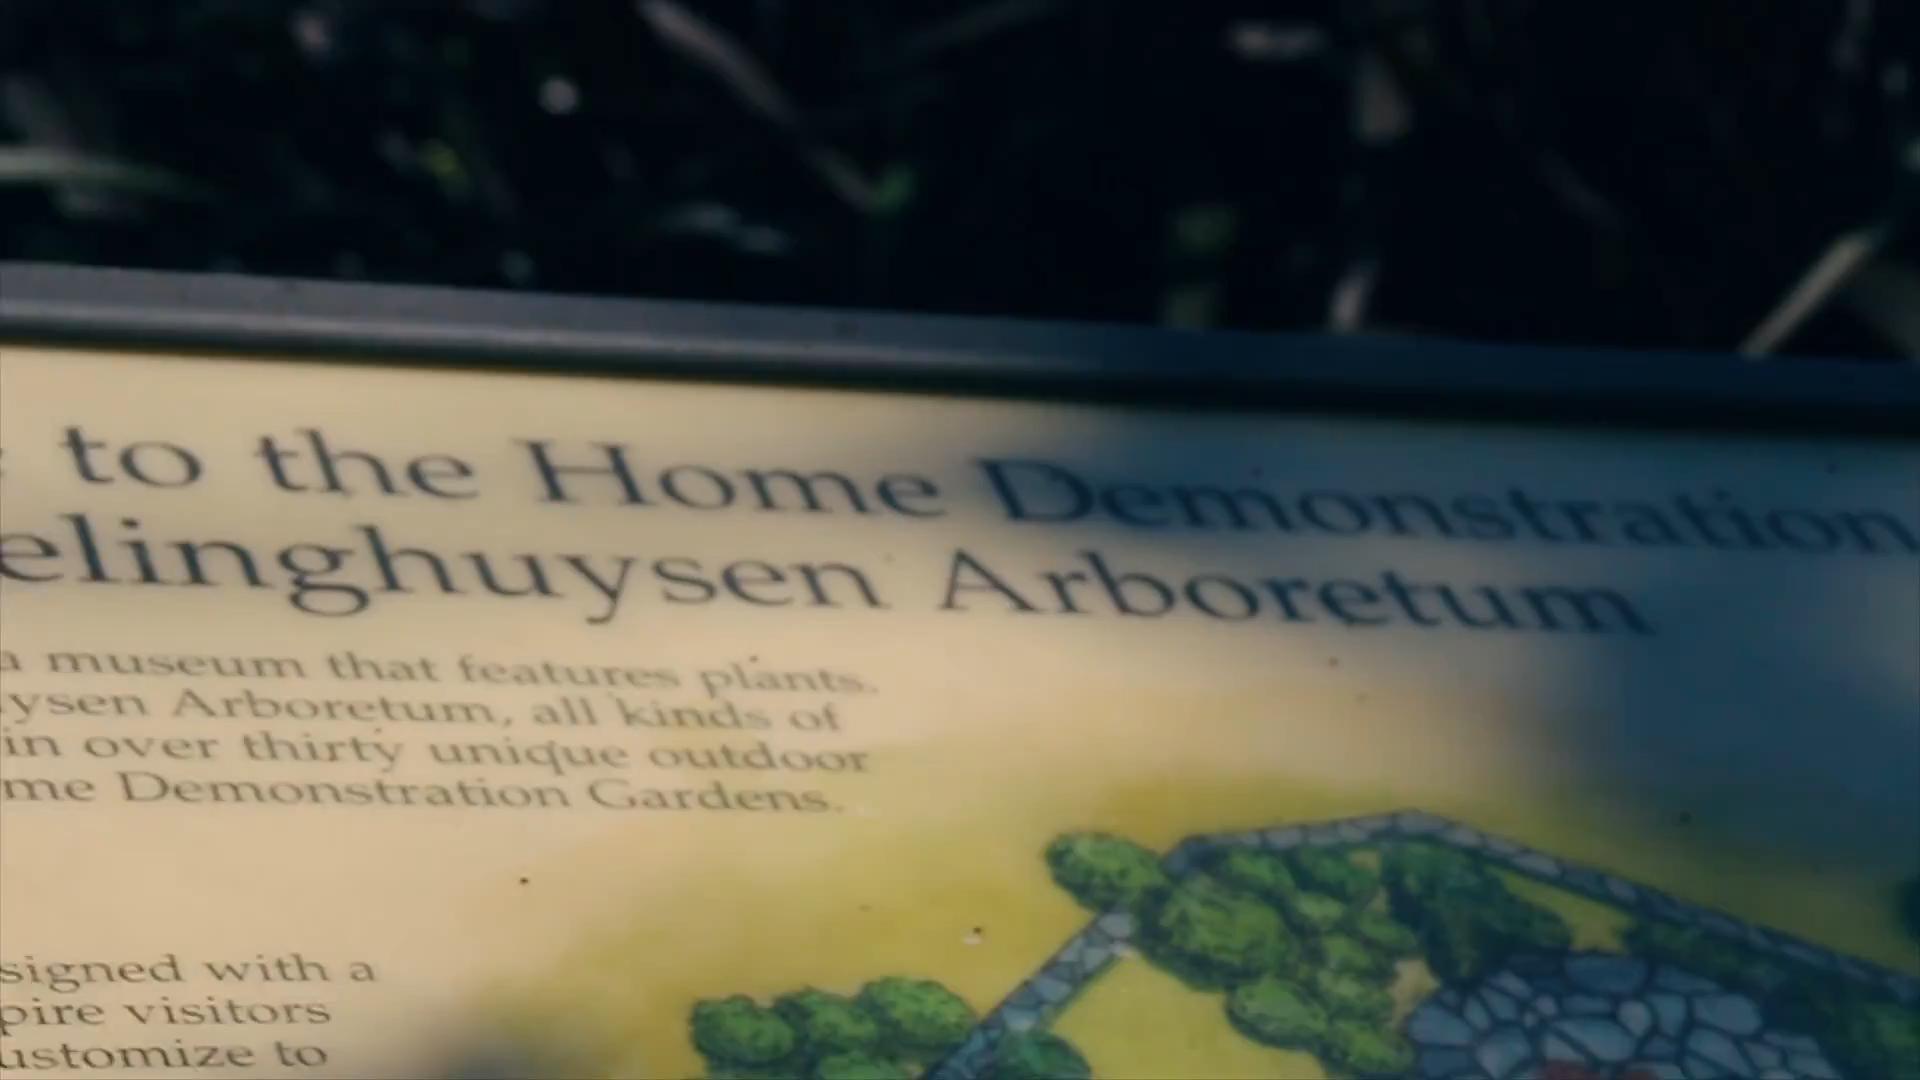 to the Home Demonstration
elinghuysen Arboretum
a museum that features plants.
ysen Arboretum, all kinds of
in over thirty unique outdoor
me Demonstration Gardens.
signed with a
pire visitors
ustomize to